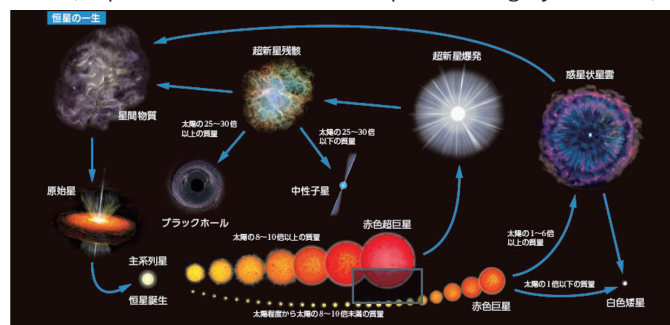 恒星の一生
星間物質
超新星残骸
超新星爆発
惑星状星雲
太陽の25〜30倍
以上の質量
太陽の25〜30倍
以下の質量
原始星
ブラックホール
中性子星
赤色超巨星
太陽の8〜10倍以上の質量
太陽の1〜6倍
以上の質量
主系列星
恒星誕生
太陽程度から太陽の8〜10倍未満の質量
赤色巨星
太陽の1倍以下の質量
白色矮星